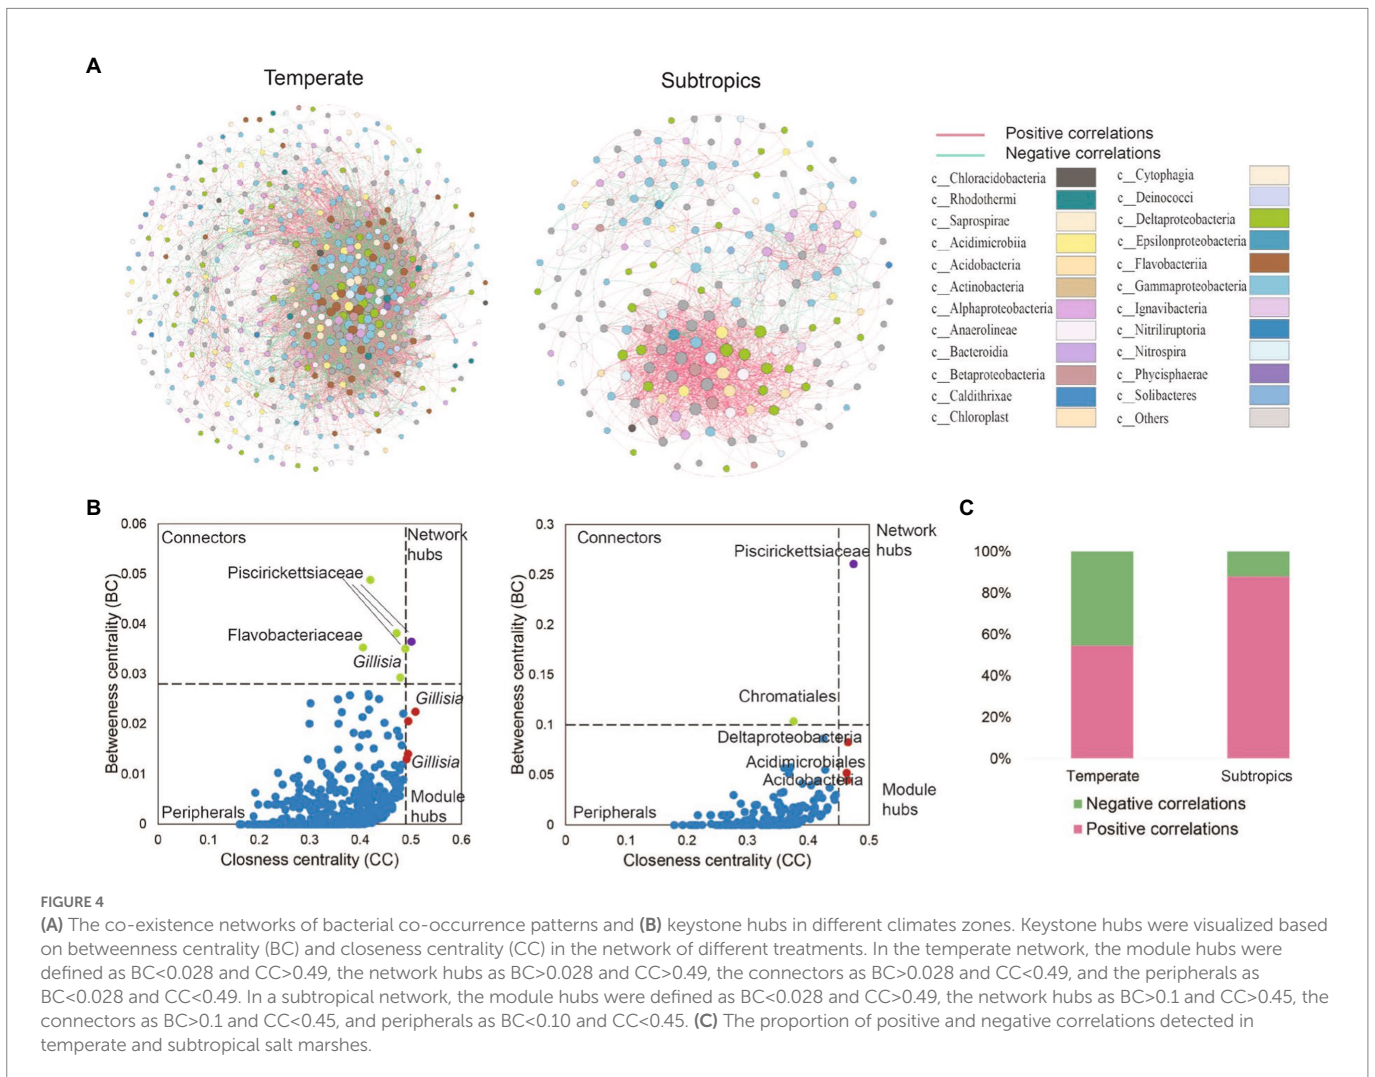 A
Temperate
Subtropics
Positive correlations
Negative correlations
c__Chloracidobacteria
c__Rhodothermi
c__Saprospirae
c__Acidimicrobiia
c__Acidobacteria
c__Actinobacteria
c__Alphaproteobacteria
c__Anaerolineae
c__Bacteroidia
c__Betaproteobacteria
c__Caldithrixae
c__Chloroplast
c__Cytophagia
c__Deinococci
c__Deltaproteobacteria
c__Epsilonproteobacteria
c__Flavobacteriia
c__Gammaproteobacteria
c__Ignavibacteria
c__Nitriliruptoria
c__Nitrospira
c__Phycisphaerae
c__Solibacteres
c__Others
B
Betweeness centrality (BC)
0.06
0.05
0.04
0.03
0.02
0.01
0
Connectors
Network
hubs
Piscirickettsiaceae
Flavobacteriaceae
Gillisia
Gillisia
Gillisia
Peripherals
Module
hubs
0
0.1
0.2
0.3
0.4
0.5
0.6
Closness centrality (CC)
Betweeness centrality (BC)
0.3
0.25
0.2
0.15
0.1
0.05
0
Connectors
Network
hubs
Piscirickettsiaceae
Chromatiales
Deltaproteobacteria
Acidimicrobiales
Acidobacteria
Peripherals
Module
hubs
0
0.1
0.2
0.3
0.4
0.5
Closeness centrality (CC)
C
100%
80%
60%
40%
20%
0%
Temperate
Subtropics
Negative correlations
Positive correlations
FIGURE 4
(A) The co-existence networks of bacterial co-occurrence patterns and (B) keystone hubs in different climates zones. Keystone hubs were visualized based
on betweenness centrality (BC) and closeness centrality (CC) in the network of different treatments. In the temperate network, the module hubs were
defined as BC<0.028 and CC>0.49, the network hubs as BC>0.028 and CC>0.49, the connectors as BC>0.028 and CC<0.49, and the peripherals as
BC<0.028 and CC<0.49. In a subtropical network, the module hubs were defined as BC<0.028 and CC>0.49, the network hubs as BC>0.1 and CC>0.45, the
connectors as BC>0.1 and CC<0.45, and peripherals as BC<0.10 and CC<0.45. (C) The proportion of positive and negative correlations detected in
temperate and subtropical salt marshes.